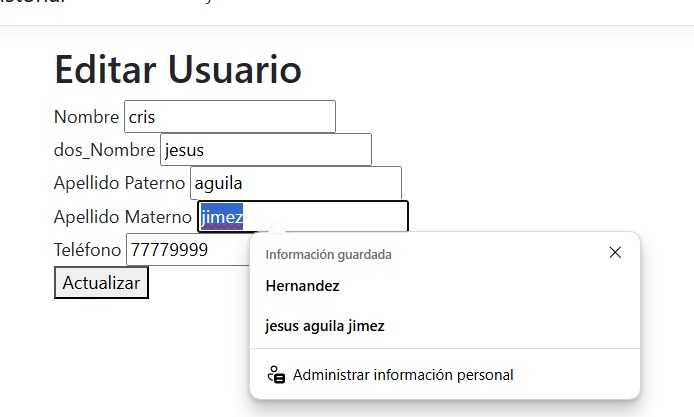 Editar Usuario
Nombre cris
dos_Nombre jesus
Apellido Paterno aguila
Apellido Materno jimez
Teléfono 77779999
Actualizar
Información guardada
Hernandez
jesus aguila jimez
Administrar información personal